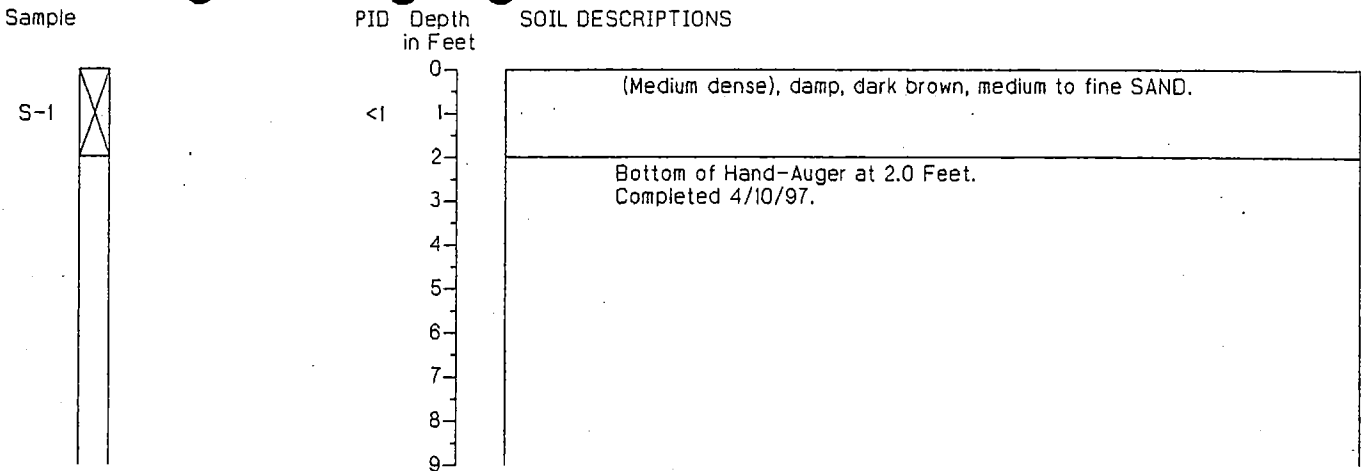 Sample PID Depth in Feet SOIL DESCRIPTIONS
0
(Medium dense), damp, dark brown, medium to fine SAND.
S-1 <1 1
2
Bottom of Hand-Auger at 2.0 Feet.
3 Completed 4/10/97.
4
5
6
7
8
9